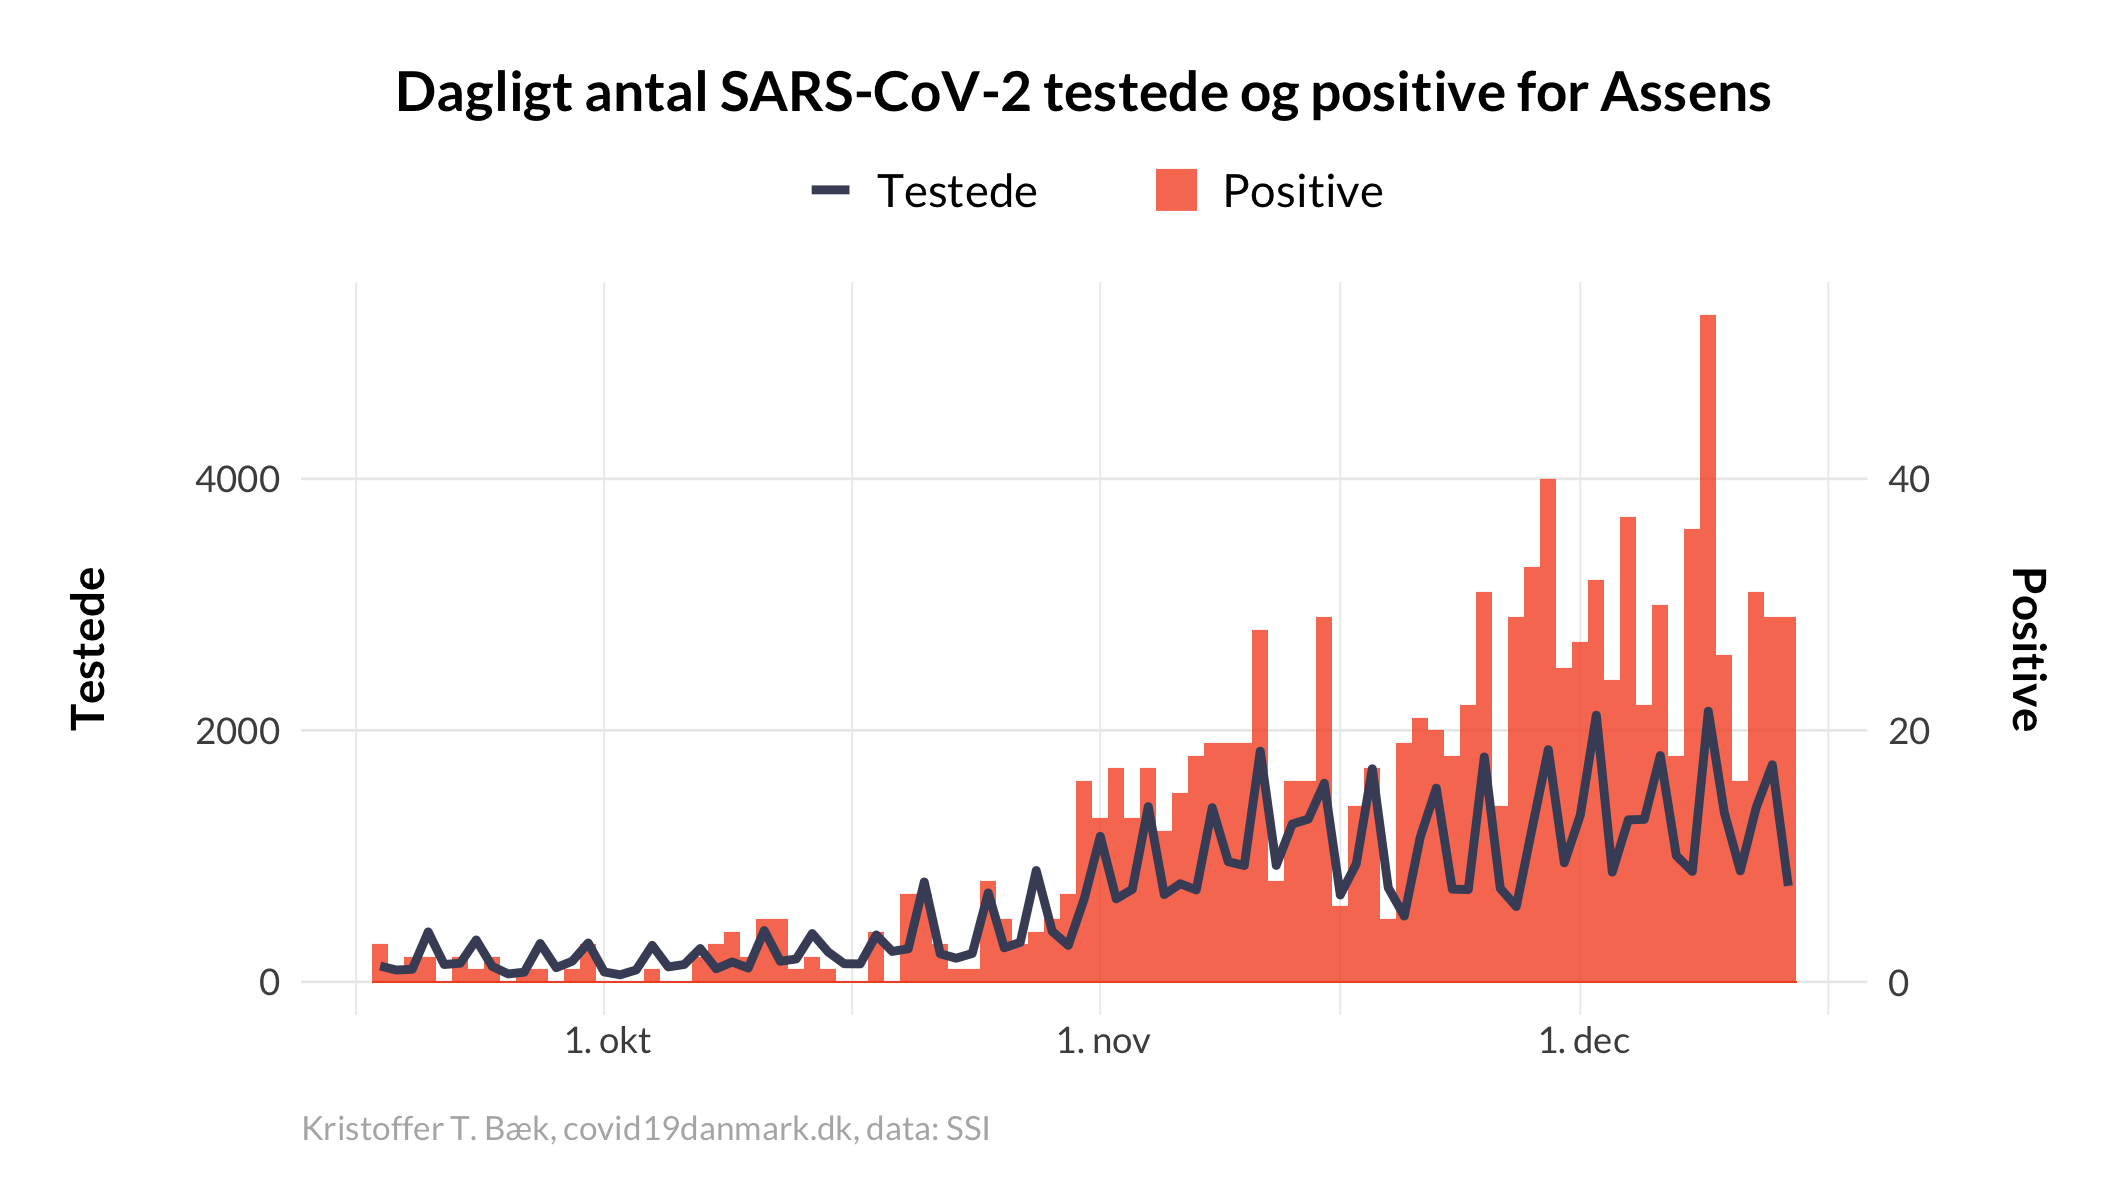 Dagligt antal SARS-CoV-2 testede og positive for Assens
Testede
Positive
4000
2000
0
Testede
40
20
0
Positive
1. okt
1. nov
1. dec
Kristoffer T. Bæk, covid19danmark.dk, data: SSI